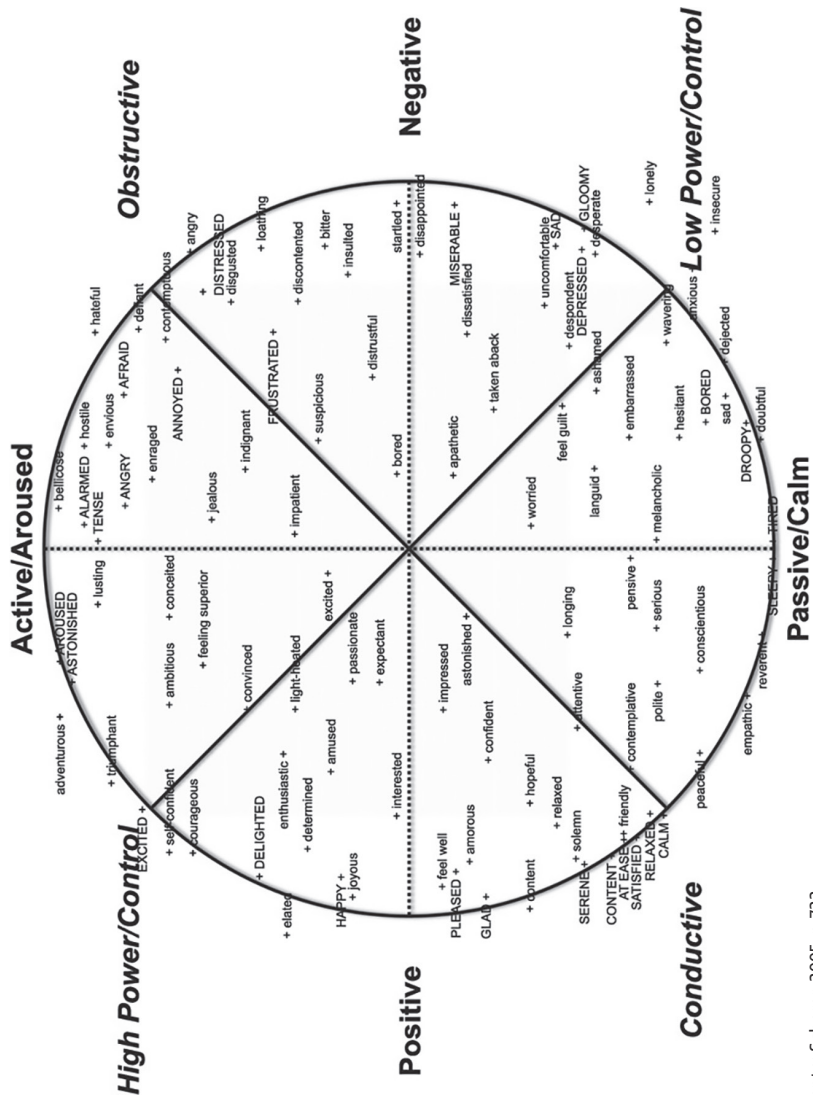 Active/Aroused
High Power/Control
Obstructive
adventurous +
+ AROUSED
+ bellicose
+ ASTONISHED
+ ALARMED
+ hostile
+ lusting
+ TENSE
+ hateful
+ triumphant
+ envious
+ ANGRY
+ AFRAID
EXCITED +
+ defiant
+ enraged
+ self-confident
+ ambitious
+ conceited
+ contemptuous
ANNOYED +
+ courageous
+ feeling superior
+ jealous
+ angry
+ DISTRESSED
+ disgusted
+ convinced
+ indignant
+ DELIGHTED
+ loathing
FRUSTRATED +
enthusiastic +
+ elated
+ light-heated
+ impatient
+ discontented
+ determined
+ amused
+ suspicious
+ bitter
HAPPY +
excited +
+ insulted
+ joyous
+ passionate
+ distrustful
+ expectant
+ interested
+ bored
startled +
Positive
Negative
+ disappointed
+ feel well
+ impressed
PLEASED +
+ apathetic
MISERABLE +
+ amorous
astonished +
+ dissatisfied
GLAD +
+ confident
+ taken aback
+ content
+ hopeful
+ worried
+ uncomfortable
+ relaxed
+ SAD
feel guilt +
+ longing
+ despondent
+ solemn
+ attentive
SERENE +
DEPRESSED +
+ GLOOMY
languid +
+ ashamed
+ desperate
CONTENT +
AT EASE +
+ friendly
+ contemplative
pensive +
+ embarrassed
SATISFIED +
RELAXED +
polite +
+ serious
+ melancholic
+ lonely
CALM +
+ wavering
+ hesitant
anxious +
peaceful +
+ conscientious
+ BORED
+ insecure
sad +
+ dejected
empathic +
DROOPY+
reverent +
+ doubtful
SLEEPY +
+ TIRED
Conductive
Low Power/Control
Passive/Calm